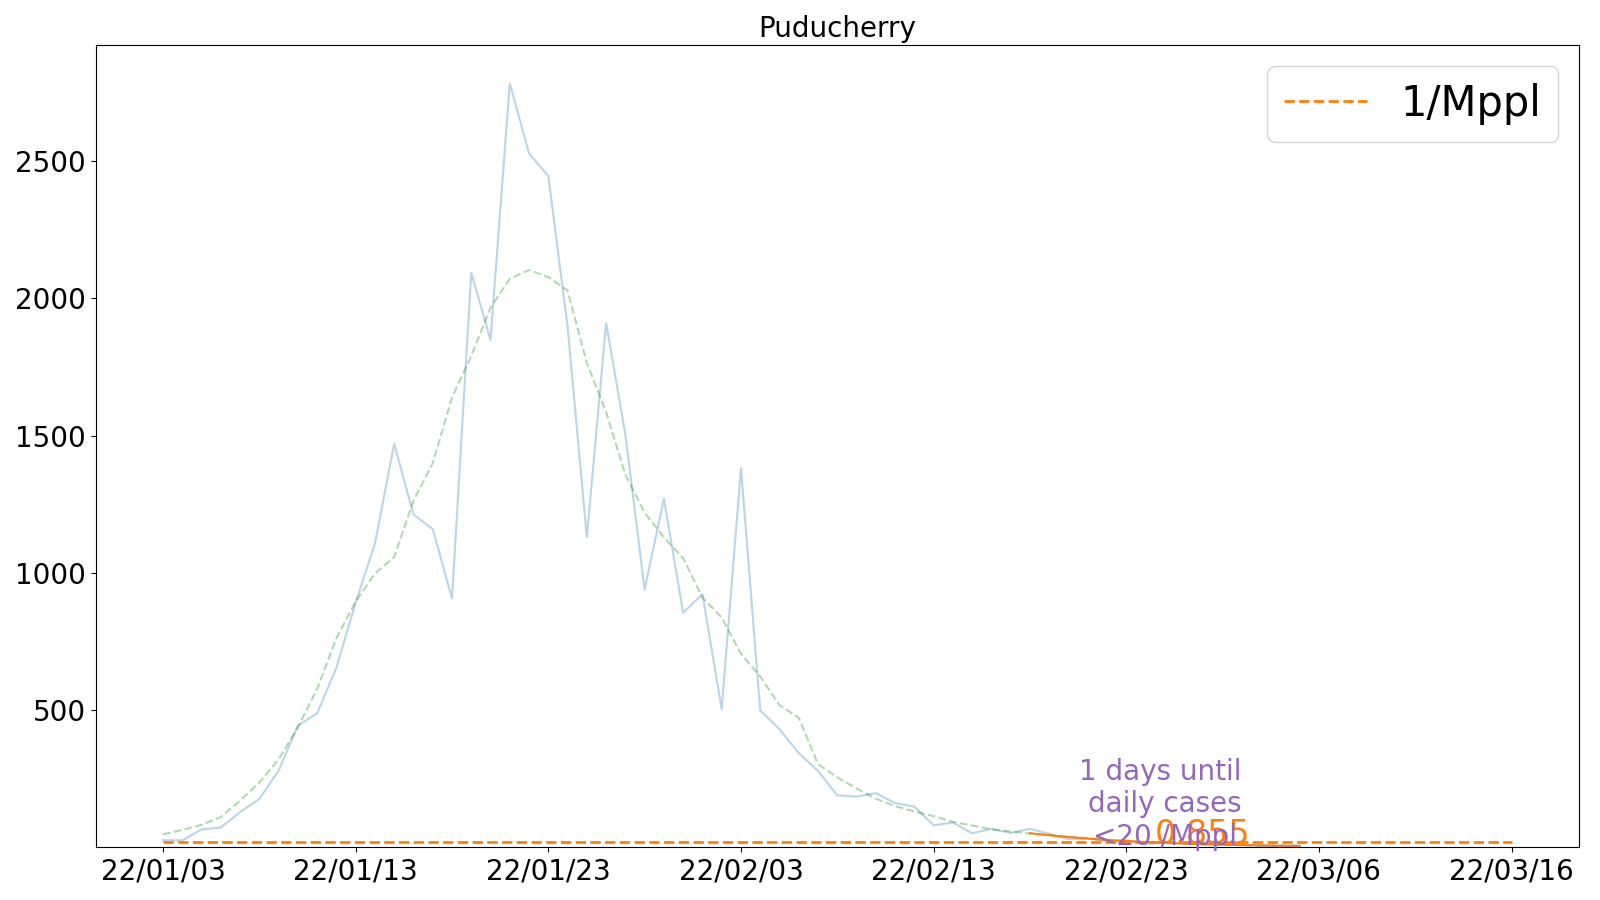 Puducherry
1/Mppl
2500
2000
1500
1000
500
1 days until
daily cases
<20 /Mppl
0.855
22/01/03 22/01/13 22/01/23 22/02/03 22/02/13 22/02/23 22/03/06 22/03/16